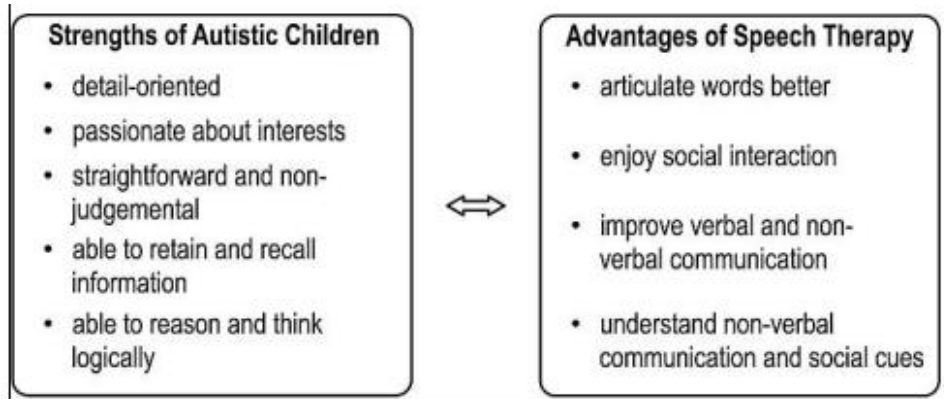 Strengths of Autistic Children
• detail-oriented
• passionate about interests
• straightforward and non-
judgemental
• able to retain and recall
information
• able to reason and think
logically
Advantages of Speech Therapy
• articulate words better
• enjoy social interaction
• improve verbal and non-
verbal communication
• understand non-verbal
communication and social cues